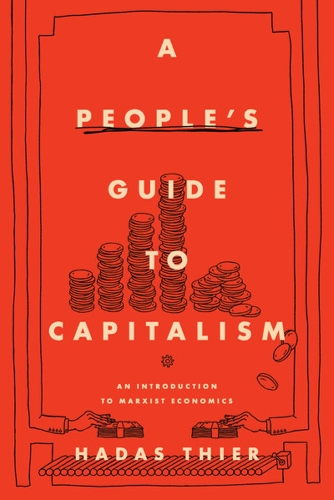 A
PEOPLE'S
GUIDE
TO
CAPITALISM
AN INTRODUCTION
TO MARXIST ECONOMICS
HADAS THIER